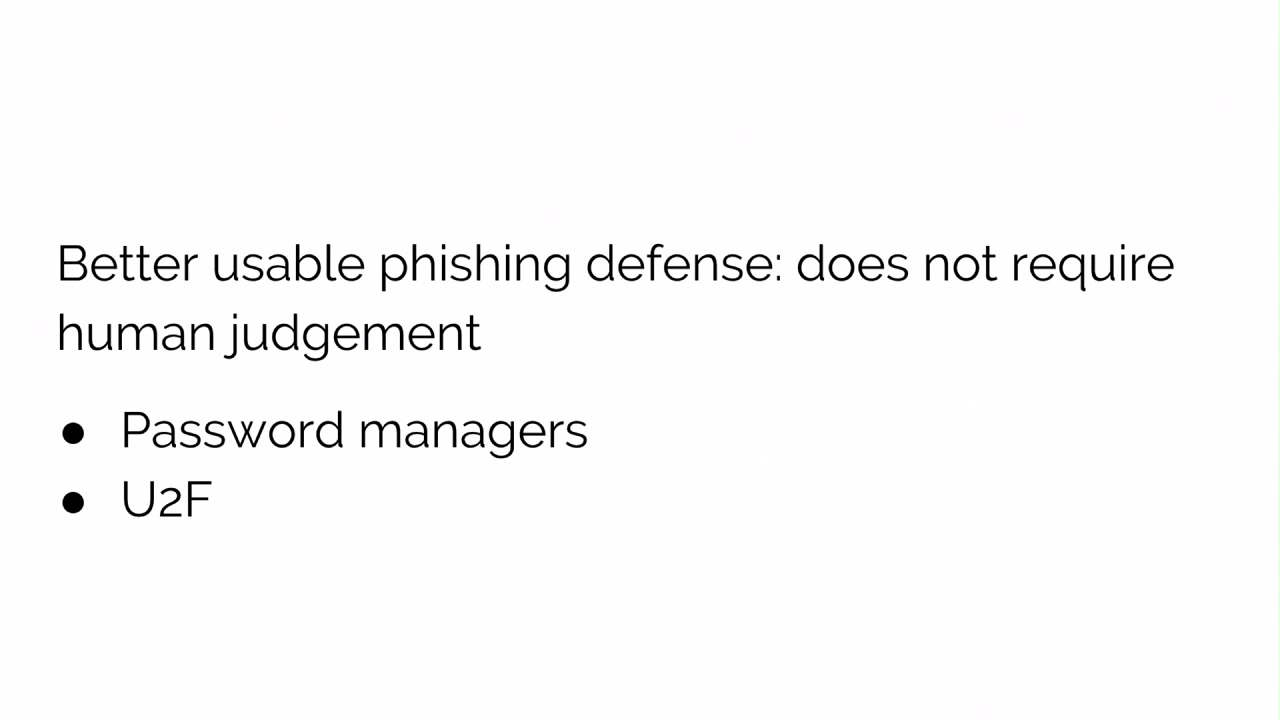 Better usable phishing defense: does not require
human judgement
● Password managers
● U2F